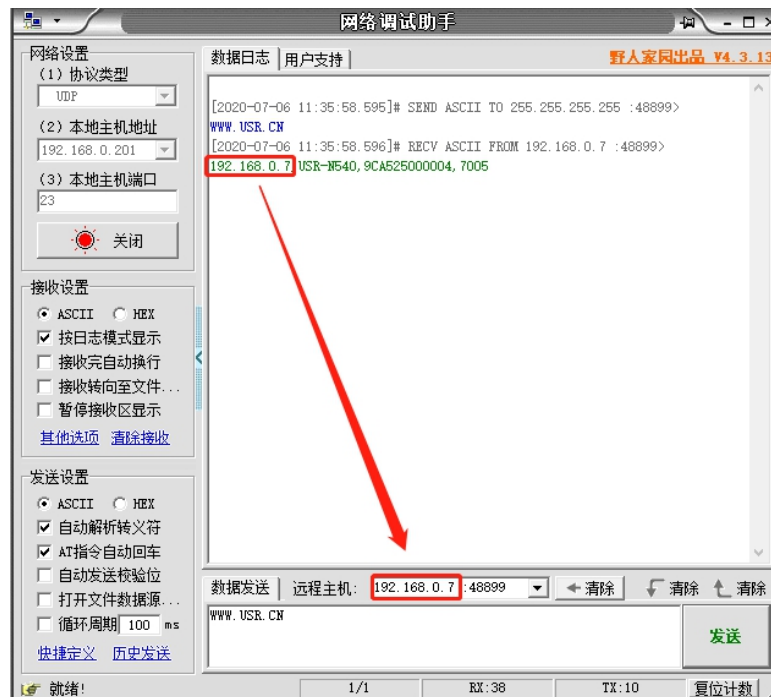 网络调试助手
网络设置
(1) 协议类型
UDP
(2) 本地主机地址
192.168.0.201
(3) 本地主机端口
23
关闭
接收设置
ASCII HEX
按日志模式显示
接收完自动换行
接收转向至文件...
暂停接收区显示
其他选项 清除接收
发送设置
ASCII HEX
自动解析转义符
AT指令自动回车
自动发送校验位
打开文件数据源...
循环周期 100 ms
快捷定义 历史发送
数据日志 用户支持 野人家园出品 V4.3.13
[2020-07-06 11:35:58.595]# SEND ASCII TO 255.255.255.255 :48899>
WWW.USR.CN
[2020-07-06 11:35:58.596]# RECV ASCII FROM 192.168.0.7 :48899>
192.168.0.7,USR-N540,9CA525000004,7005
数据发送 远程主机: 192.168.0.7 :48899 清除 清除 清除
WWW.USR.CN
发送
就绪! 1/1 RX:38 TX:10 复位计数